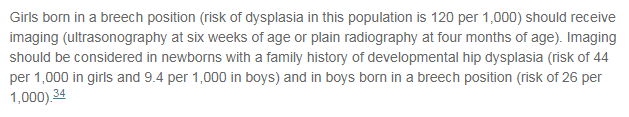 Girls born in a breech position (risk of dysplasia in this population is 120 per 1,000) should receive
imaging (ultrasonography at six weeks of age or plain radiography at four months of age). Imaging
should be considered in newborns with a family history of developmental hip dysplasia (risk of 44
per 1,000 in girls and 9.4 per 1,000 in boys) and in boys born in a breech position (risk of 26 per
1,000).34